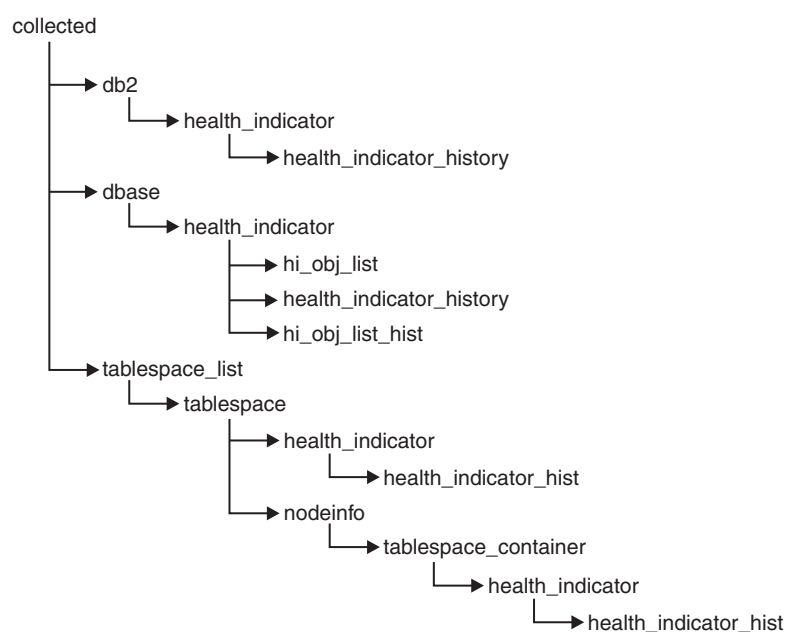 collected
db2
health_indicator
health_indicator_history
dbase
health_indicator
hi_obj_list
health_indicator_history
hi_obj_list_hist
tablespace_list
tablespace
health_indicator
health_indicator_hist
nodeinfo
tablespace_container
health_indicator
health_indicator_hist